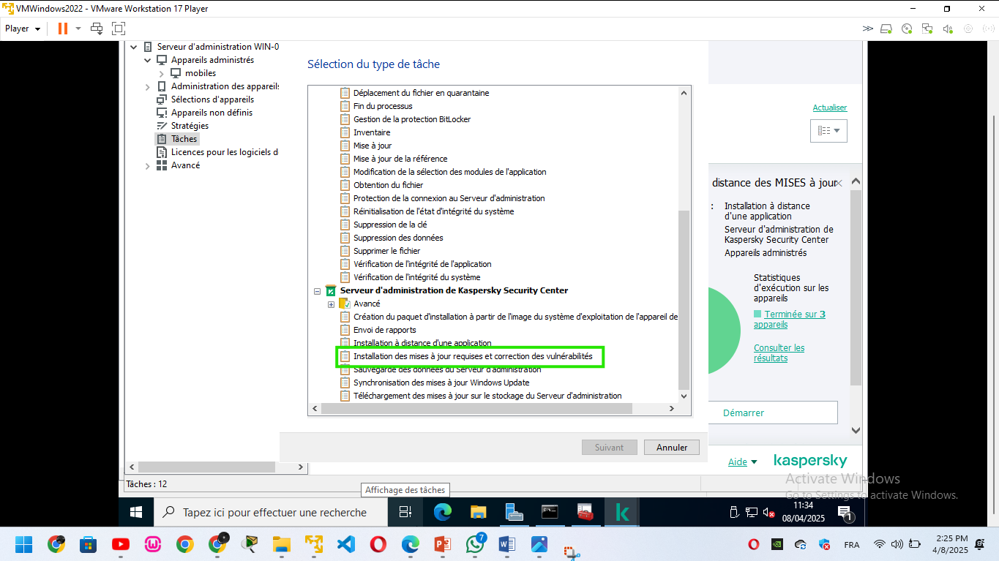 VMWindows2022 - VMware Workstation 17 Player
Player
Serveur d'administration WIN-0
Appareils administrés
mobiles
Administration des appareils
Sélections d'appareils
Appareils non définis
Stratégies
Tâches
Licences pour les logiciels d
Avancé
Sélection du type de tâche
Déplacement du fichier en quarantaine
Fin du processus
Gestion de la protection BitLocker
Inventaire
Mise à jour
Mise à jour de la référence
Modification de la sélection des modules de l'application
Obtention du fichier
Protection de la connexion au Serveur d'administration
Réinitialisation de l'état d'intégrité du système
Suppression de la clé
Suppression des données
Supprimer le fichier
Vérification de l'intégrité de l'application
Vérification de l'intégrité du système
Serveur d'administration de Kaspersky Security Center
Avancé
Création du paquet d'installation à partir de l'image du système d'exploitation de l'appareil de
Envoi de rapports
Installation à distance d'une application
Installation des mises à jour requises et correction des vulnérabilités
Sauvegarde des données du Serveur d'administration
Synchronisation des mises à jour Windows Update
Téléchargement des mises à jour sur le stockage du Serveur d'administration
Suivant
Annuler
Actualiser
distance des MISES à jour
: Installation à distance
d'une application
Serveur d'administration de
Kaspersky Security Center
Appareils administrés
Statistiques
d'exécution sur les
appareils
Terminée sur 3
appareils
Consulter les
résultats
Démarrer
Aide
kaspersky
Tâches : 12
Affichage des tâches
Activate Windows
Go to Settings to activate Windows.
Tapez ici pour effectuer une recherche
11:34
08/04/2025
1
7
FRA
2:25 PM
4/8/2025